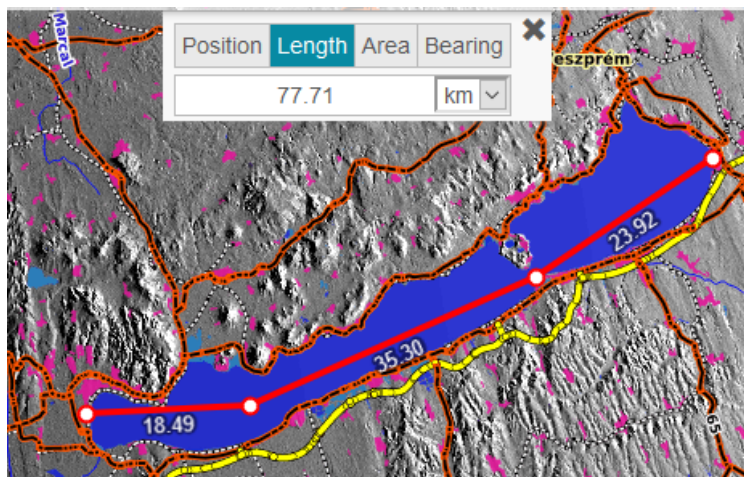 Position Length Area Bearing
77.71 km
Marcal
eszprém
23.92
35.30
18.49
65